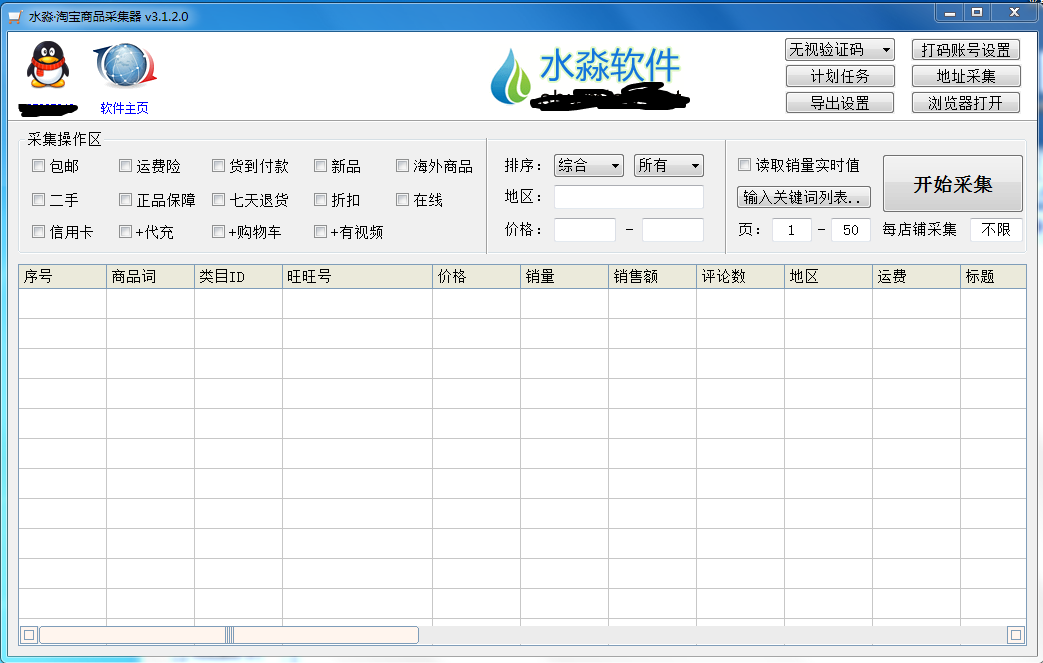 水淼·淘宝商品采集器 v3.1.2.0
软件主页
水淼软件
无视验证码 打码账号设置
计划任务 地址采集
导出设置 浏览器打开
采集操作区
包邮 运费险 货到付款 新品 海外商品
二手 正品保障 七天退货 折扣 在线
信用卡 +代充 +购物车 +有视频
排序： 综合 所有
地区：
价格： －
读取销量实时值
输入关键词列表..
开始采集
页： 1 － 50 每店铺采集 不限
序号 商品词 类目ID 旺旺号 价格 销量 销售额 评论数 地区 运费 标题